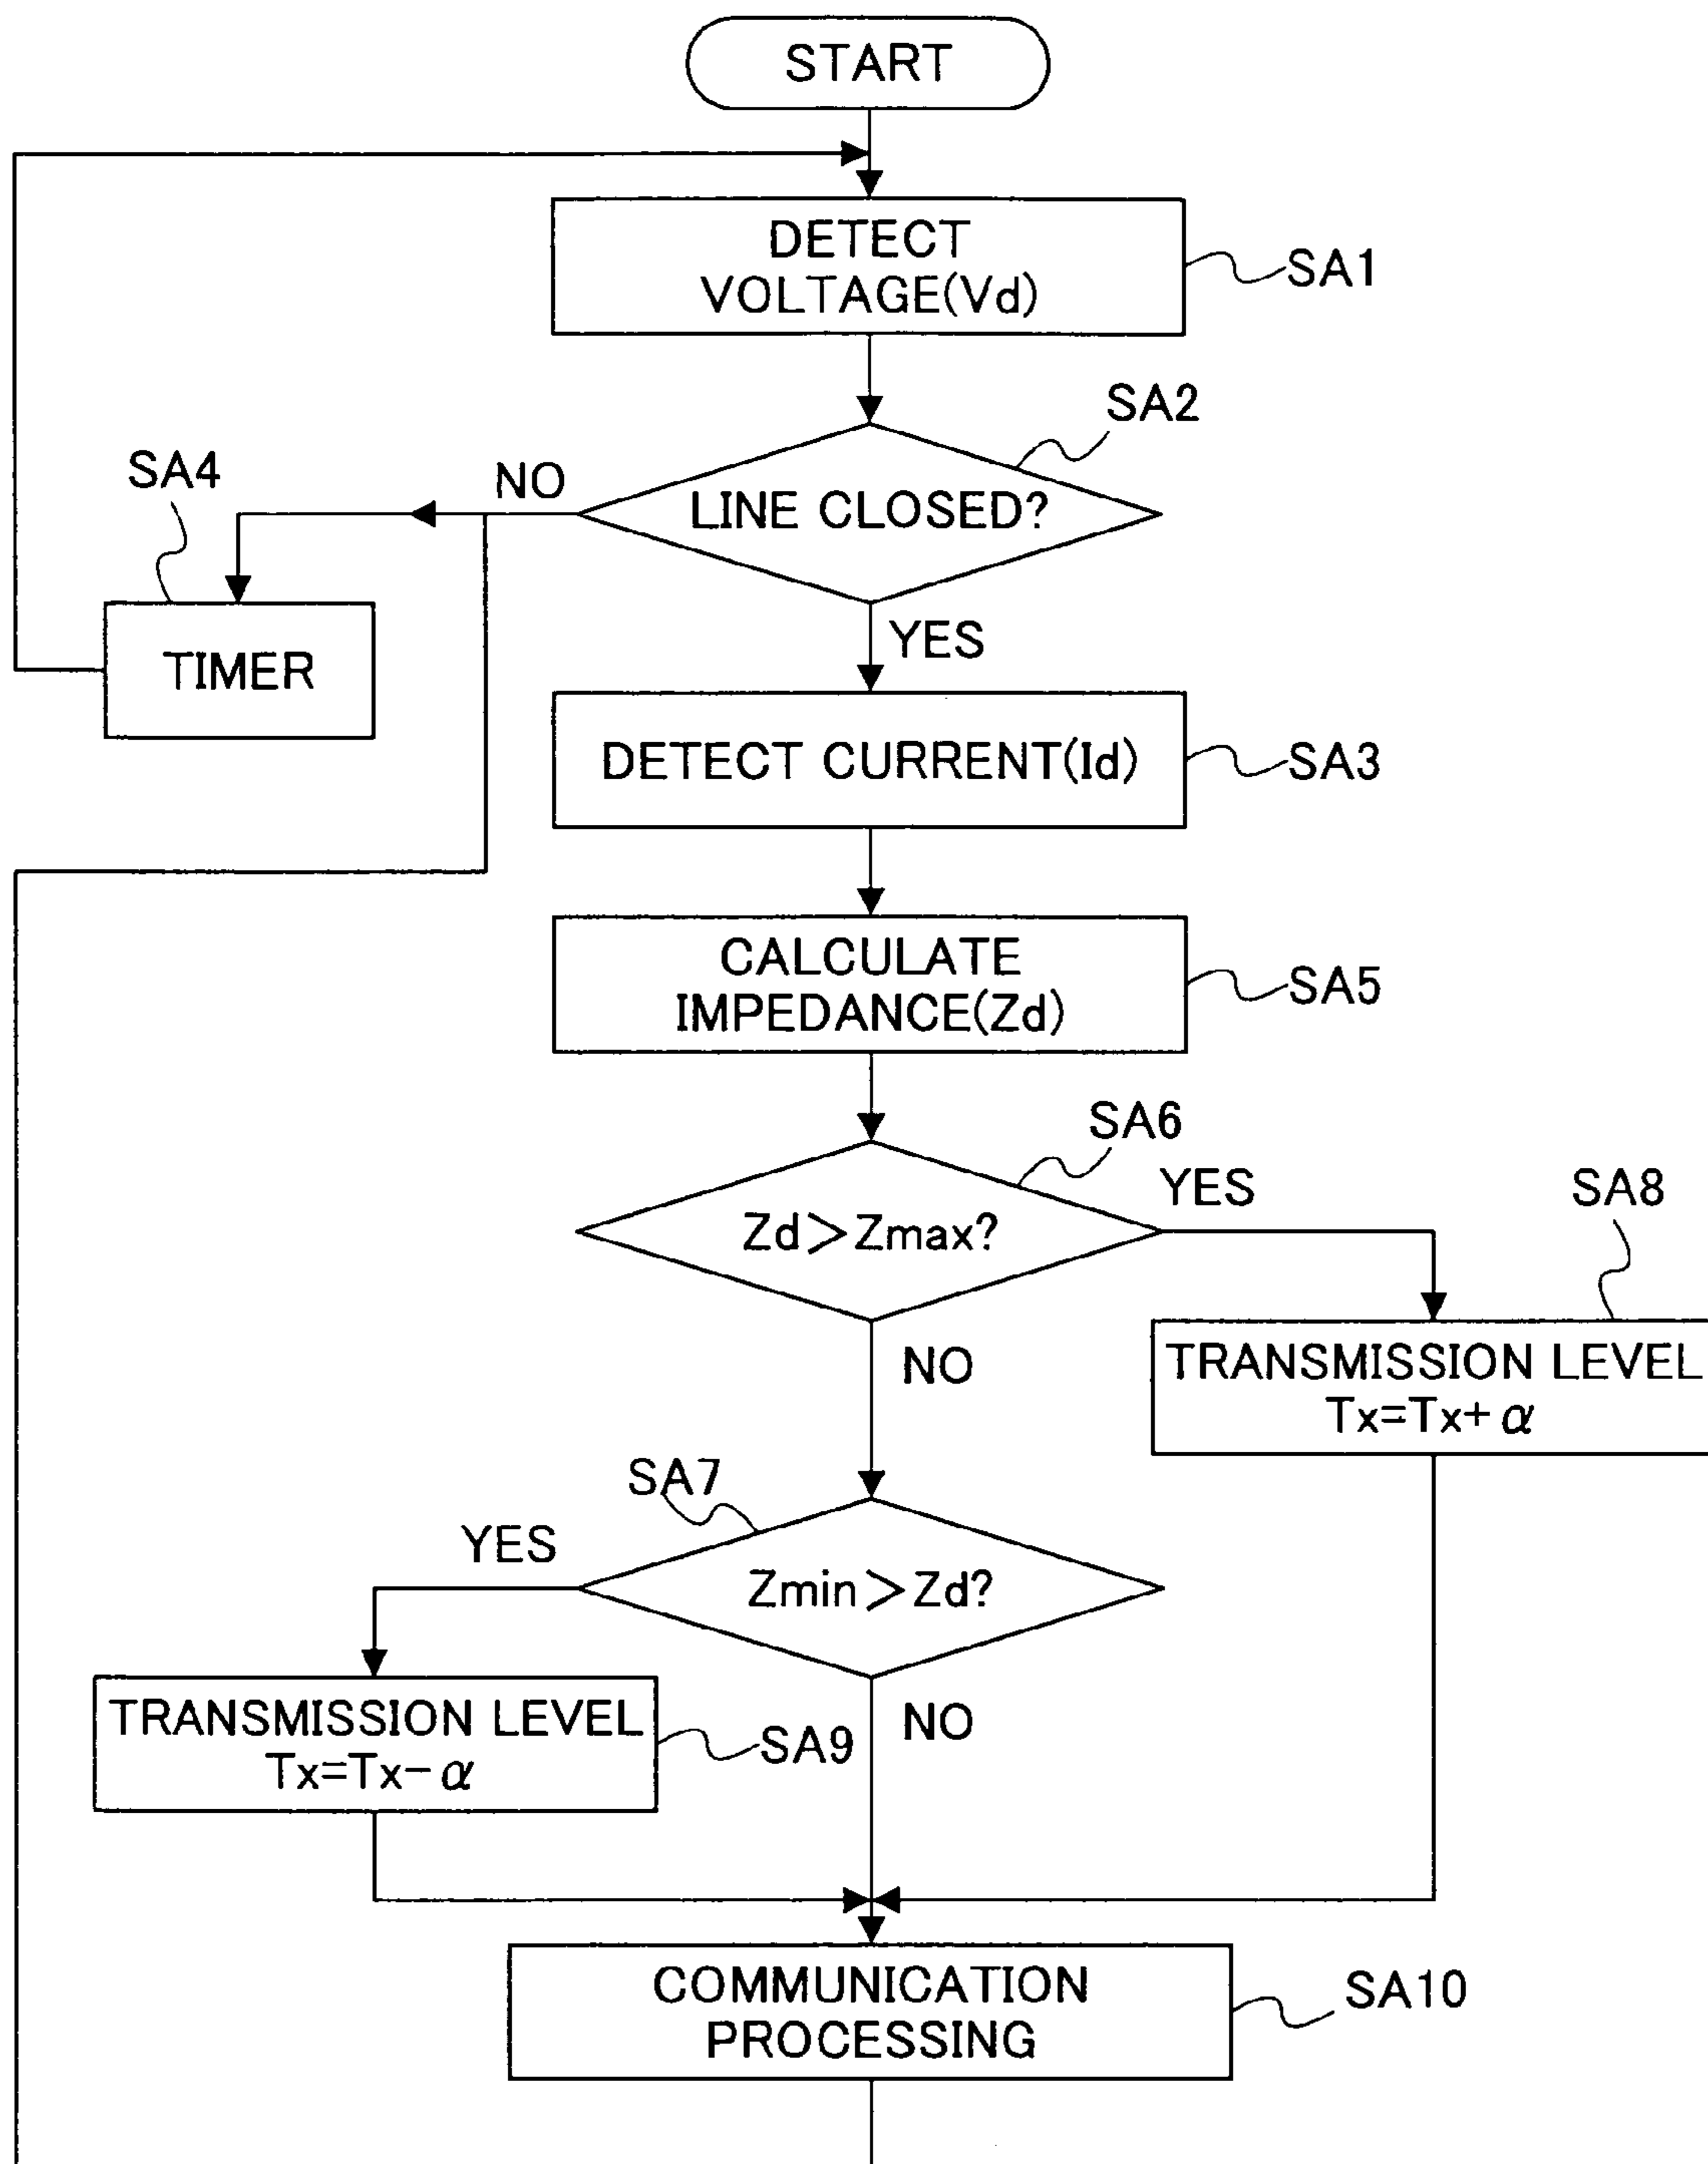 START
DETECT
VOLTAGE(Vd)
SA1
SA2
SA4
NO
LINE CLOSED?
YES
TIMER
DETECT CURRENT(Id)
SA3
CALCULATE
IMPEDANCE(Zd)
SA5
SA6
YES
SA8
Zd>Zmax?
NO
TRANSMISSION LEVEL
Tx=Tx+α
SA7
YES
Zmin>Zd?
TRANSMISSION LEVEL
Tx=Tx-α
SA9
NO
COMMUNICATION
PROCESSING
SA10